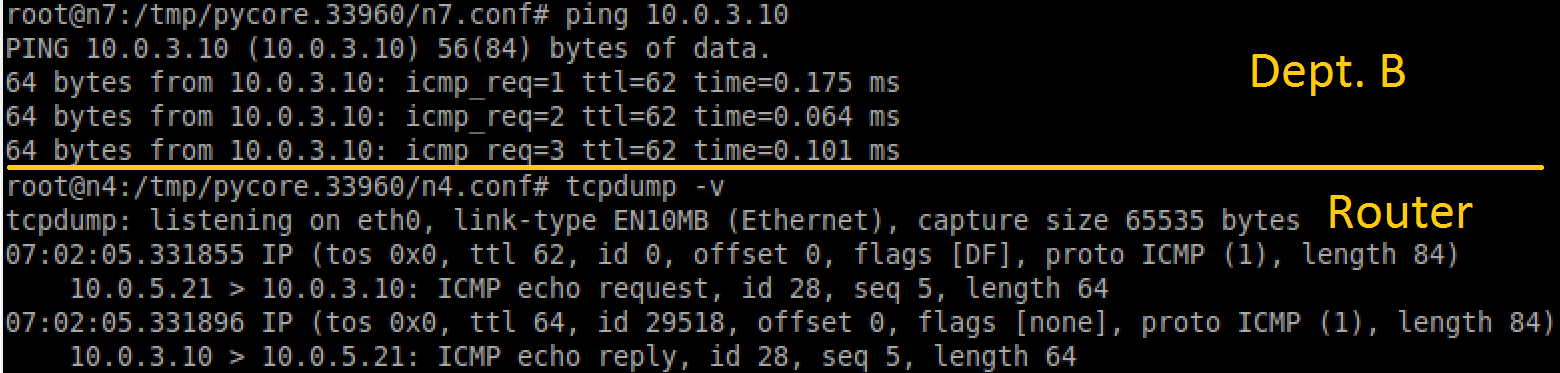 root@n7:/tmp/pycore.33960/n7.conf# ping 10.0.3.10
PING 10.0.3.10 (10.0.3.10) 56(84) bytes of data.
64 bytes from 10.0.3.10: icmp_req=1 ttl=62 time=0.175 ms
Dept. B
64 bytes from 10.0.3.10: icmp_req=2 ttl=62 time=0.064 ms
64 bytes from 10.0.3.10: icmp_req=3 ttl=62 time=0.101 ms
root@n4:/tmp/pycore.33960/n4.conf# tcpdump -v
tcpdump: listening on eth0, link-type EN10MB (Ethernet), capture size 65535 bytes
Router
07:02:05.331855 IP (tos 0x0, ttl 62, id 0, offset 0, flags [DF], proto ICMP (1), length 84)
    10.0.5.21 > 10.0.3.10: ICMP echo request, id 28, seq 5, length 64
07:02:05.331896 IP (tos 0x0, ttl 64, id 29518, offset 0, flags [none], proto ICMP (1), length 84)
    10.0.3.10 > 10.0.5.21: ICMP echo reply, id 28, seq 5, length 64